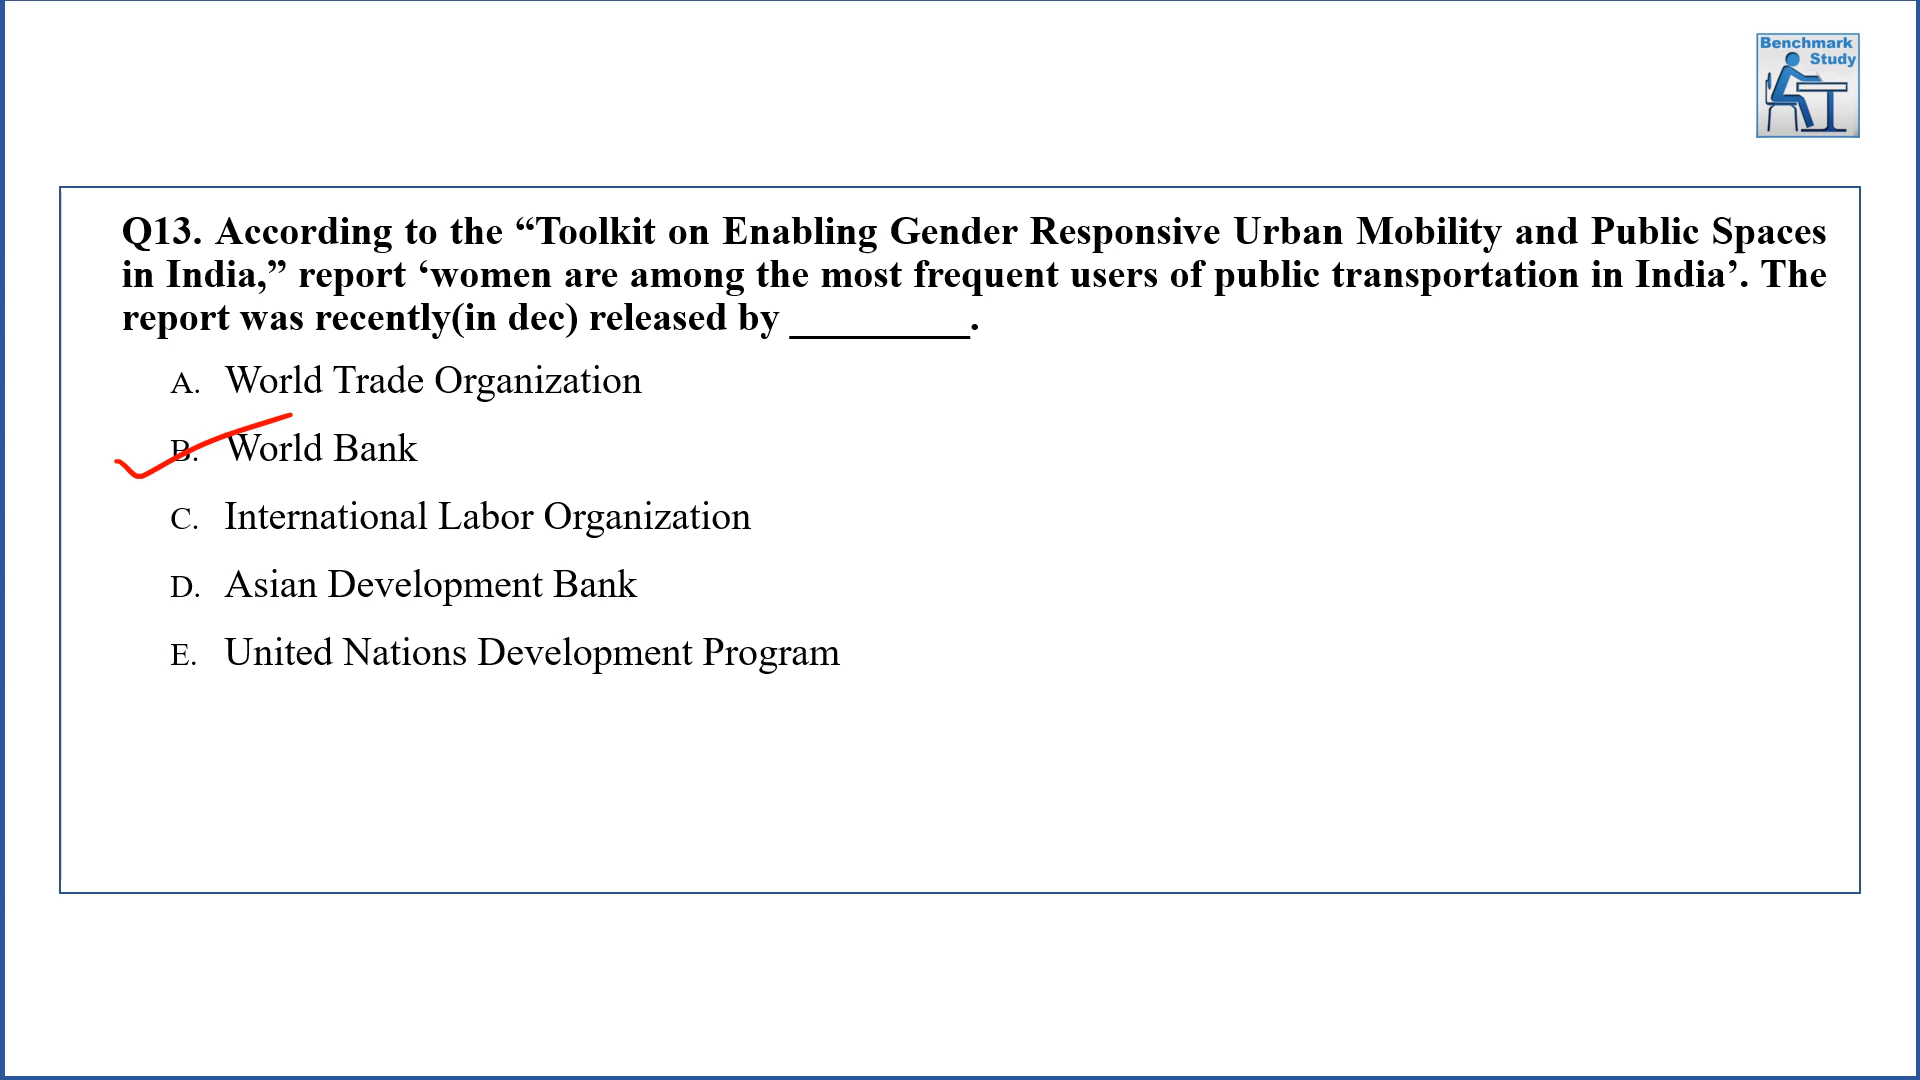 Benchmark
Study
Q13. According to the “Toolkit on Enabling Gender Responsive Urban Mobility and Public Spaces
in India,” report ‘women are among the most frequent users of public transportation in India’. The
report was recently(in dec) released by _________.
A. World Trade Organization
B. World Bank
C. International Labor Organization
D. Asian Development Bank
E. United Nations Development Program